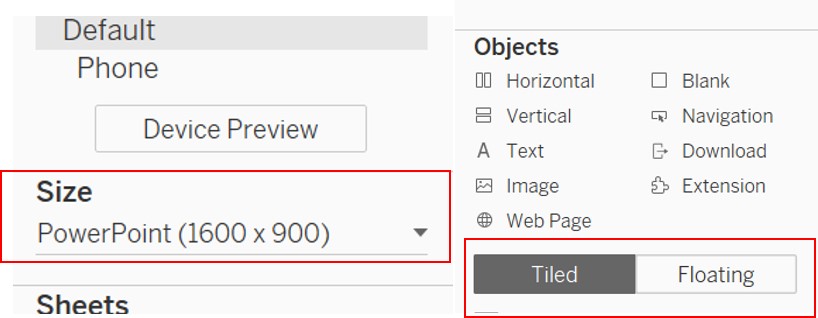 Default
Phone
Device Preview
Size
PowerPoint (1600 x 900)
Sheets
Objects
Horizontal
Blank
Vertical
Navigation
Text
Download
Image
Extension
Web Page
Tiled
Floating